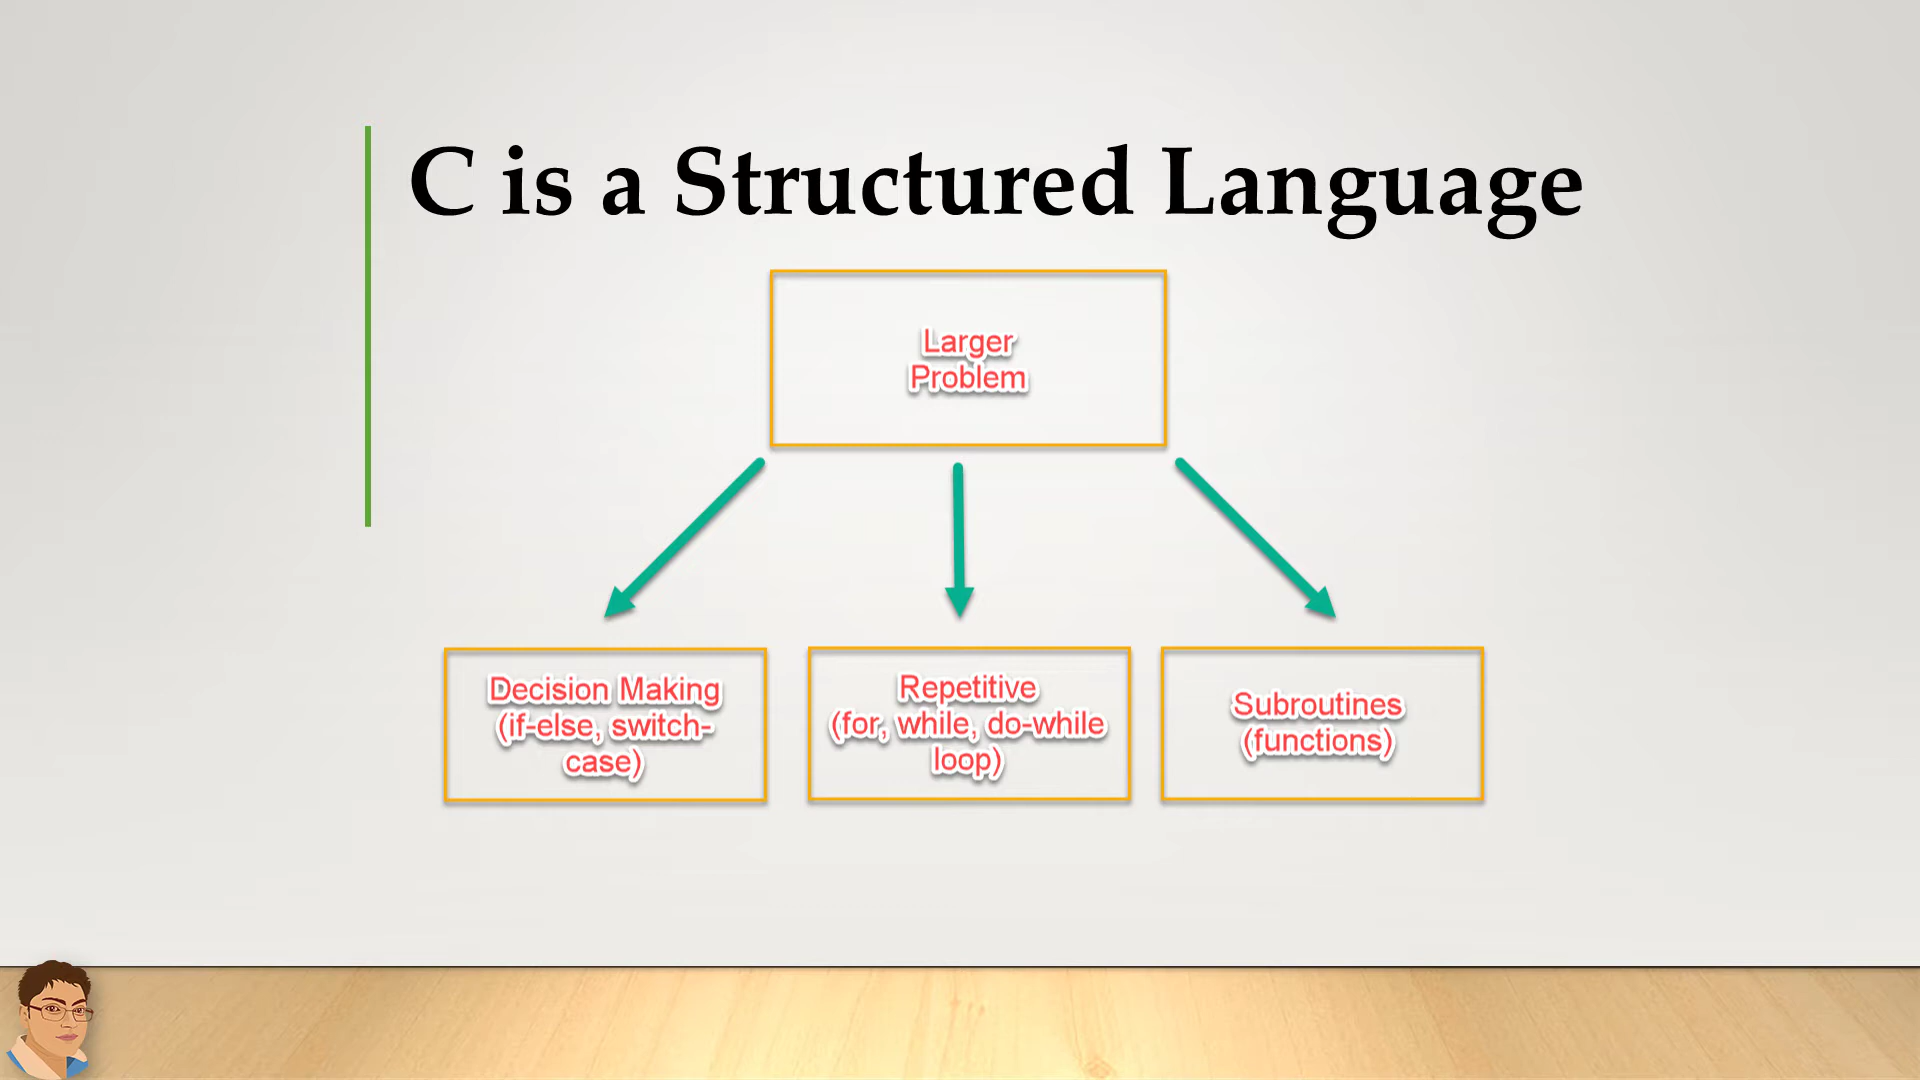 C is a Structured Language
Larger
Problem
Decision Making
(if-else, switch-
case)
Repetitive
(for, while, do-while
loop)
Subroutines
(functions)